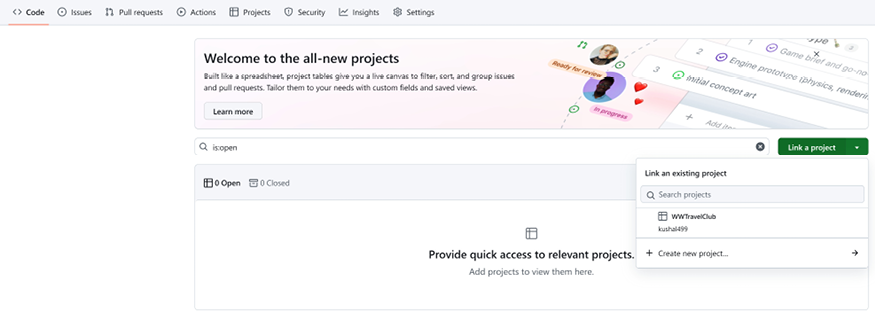 Code Issues Pull requests Actions Projects Security Insights Settings
Welcome to the all-new projects
Built like a spreadsheet, project tables give you a live canvas to filter, sort, and group issues
and pull requests. Tailor them to your needs with custom fields and saved views.
Learn more
Ready for review
In progress
2
1 Game brief and go-no
Engine prototype (physics, rendering
3 Initial concept art
+ Add item
is:open
Link a project
0 Open 0 Closed
Link an existing project
Search projects
WWTravelClub
kushal499
+ Create new project...
Provide quick access to relevant projects.
Add projects to view them here.